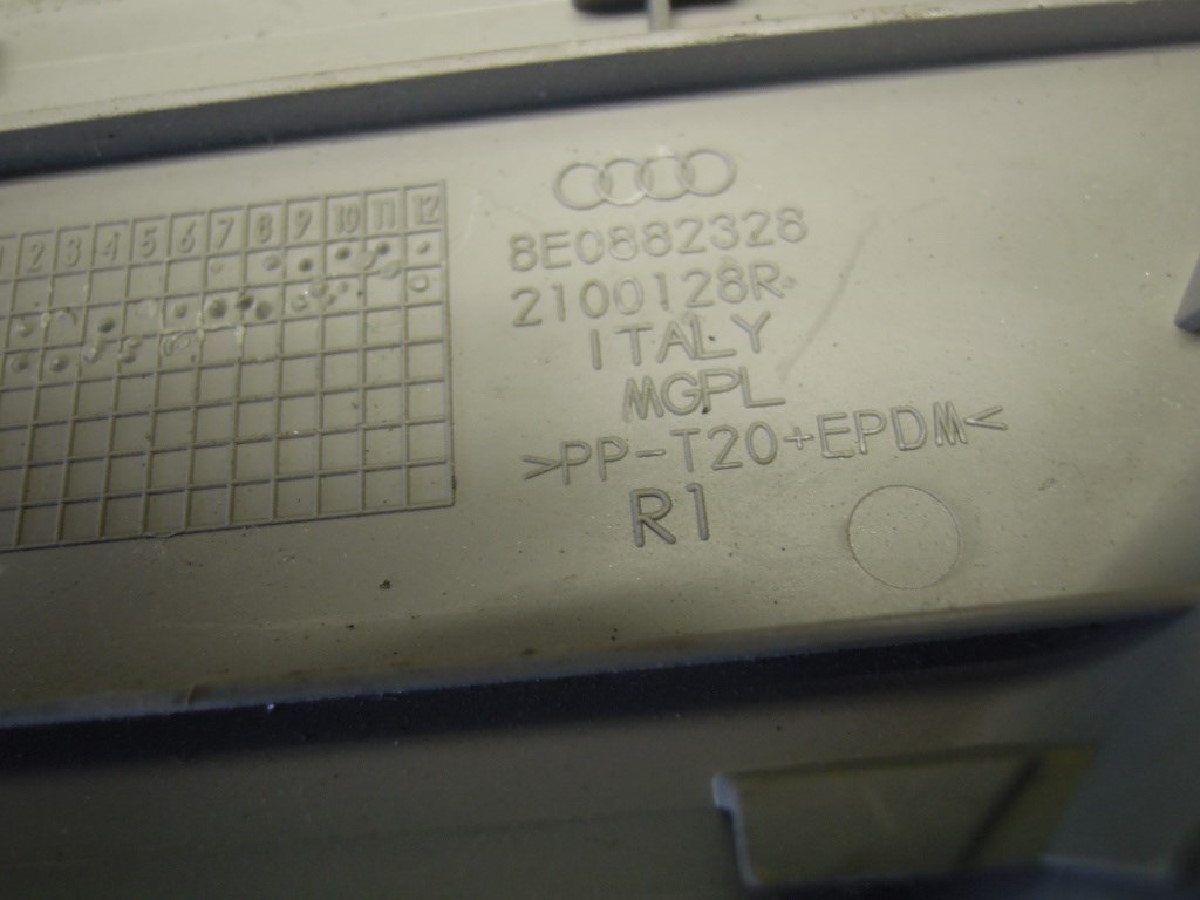 1 2 3 4 5 6 7 8 9 10 11 12
8E0882328
2100128R
ITALY
MGPL
>PP-T20+EPDM<
R1